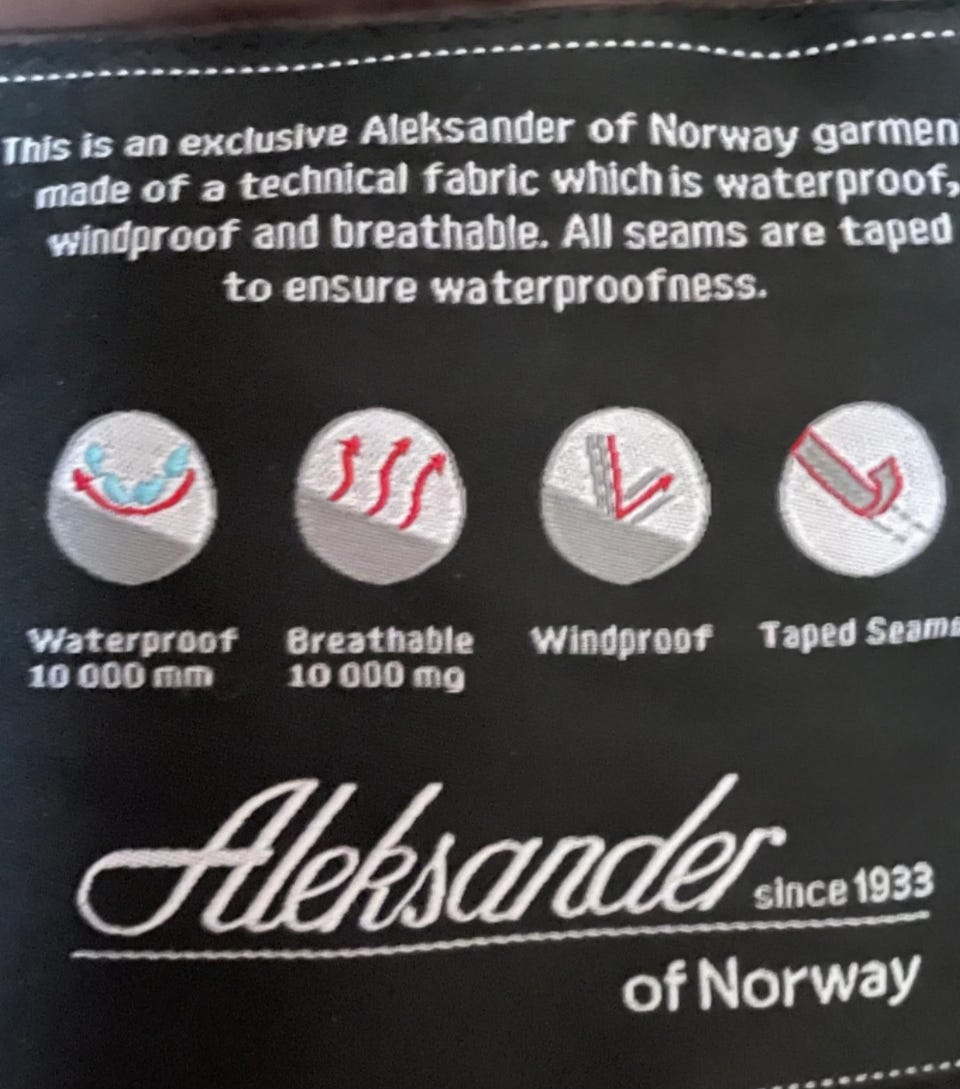 This is an exclusive Aleksander of Norway garmen
made of a technical fabric which is waterproof,
windproof and breathable. All seams are taped
to ensure waterproofness.
Waterproof
10 000 mm
Breathable
10 000 mg
Windproof
Taped Seams
Aleksander
since 1933
of Norway